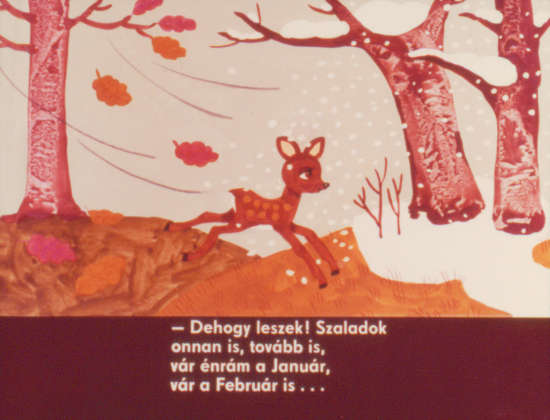 – Dehogy leszek! Szaladok
onnan is, tovább is,
vár énrám a Január,
vár a Február is . . .